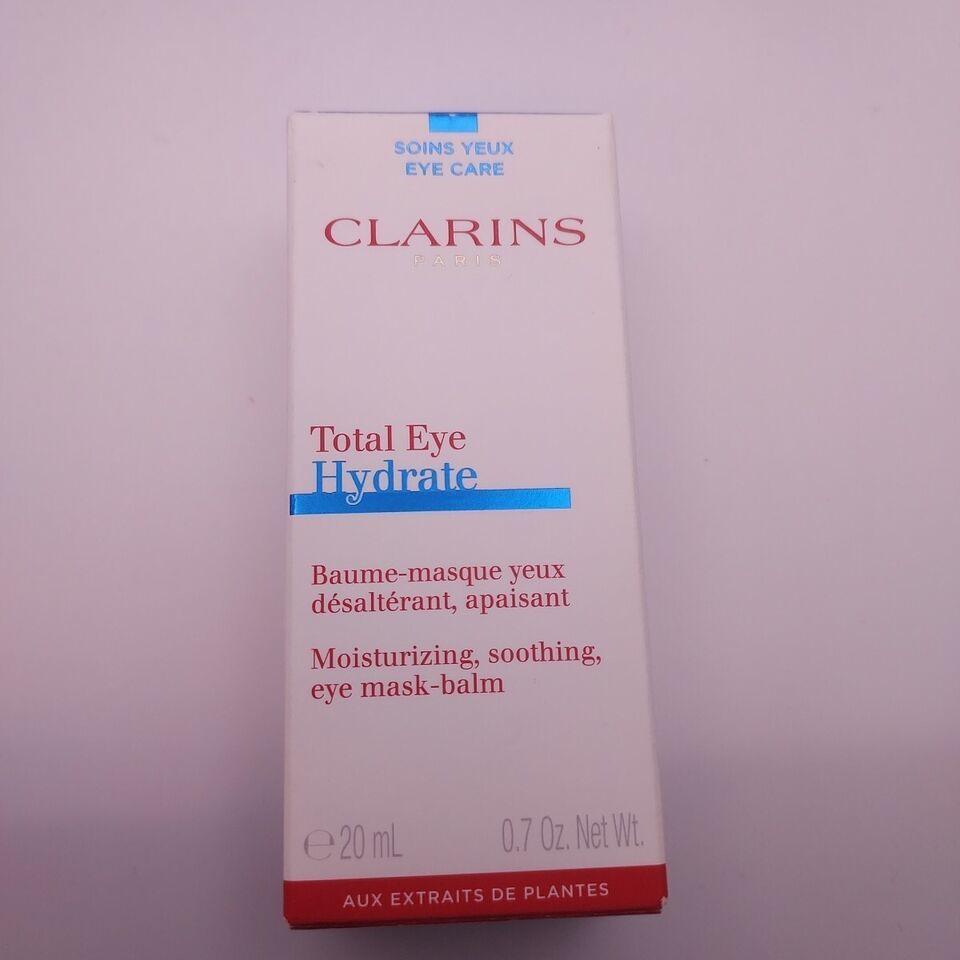 SOINS YEUX
EYE CARE
CLARINS
PARIS
Total Eye
Hydrate
Baume-masque yeux
désaltérant, apaisant
Moisturizing, soothing,
eye mask-balm
℮ 20 mL 0.7 Oz. Net Wt.
AUX EXTRAITS DE PLANTES